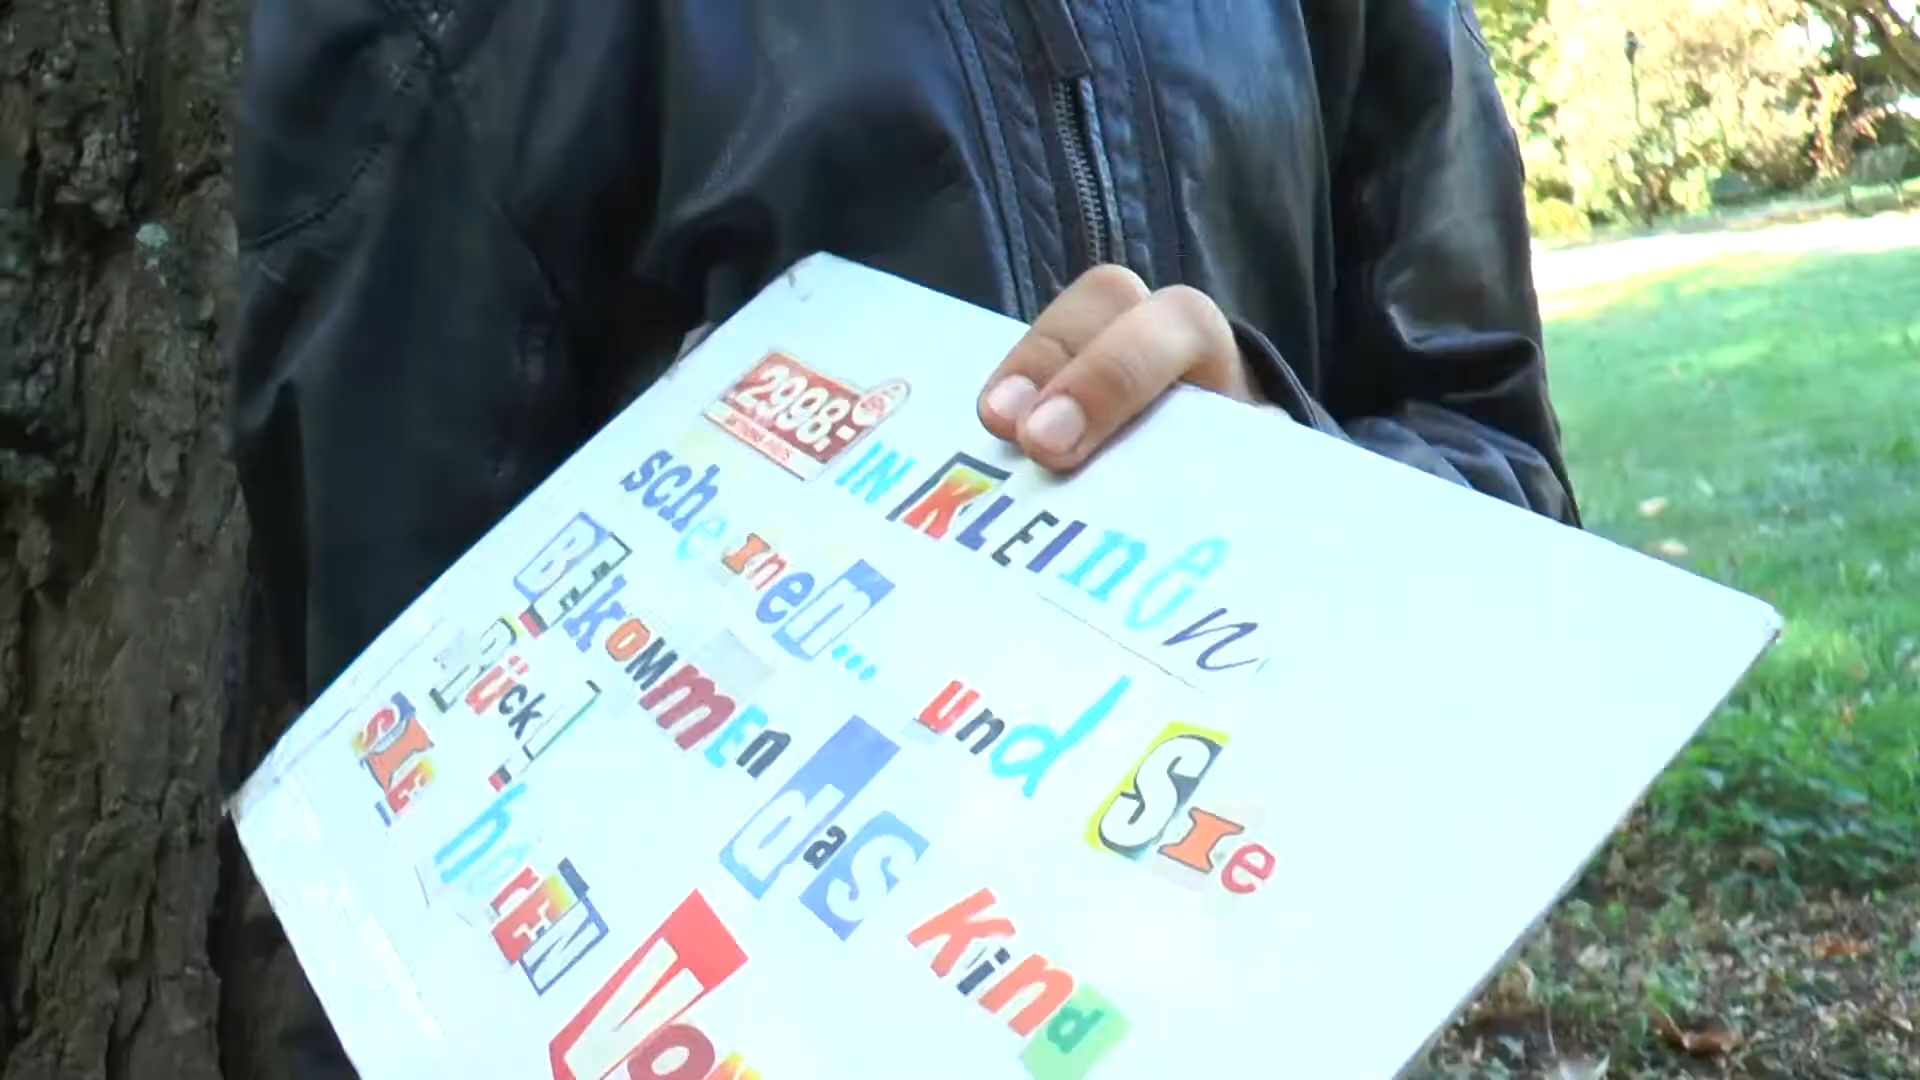 2998,- IN KLEInen
scheInen... und SIe
BEkOMmEn das Kind
Rück!
SIE hörEN Von